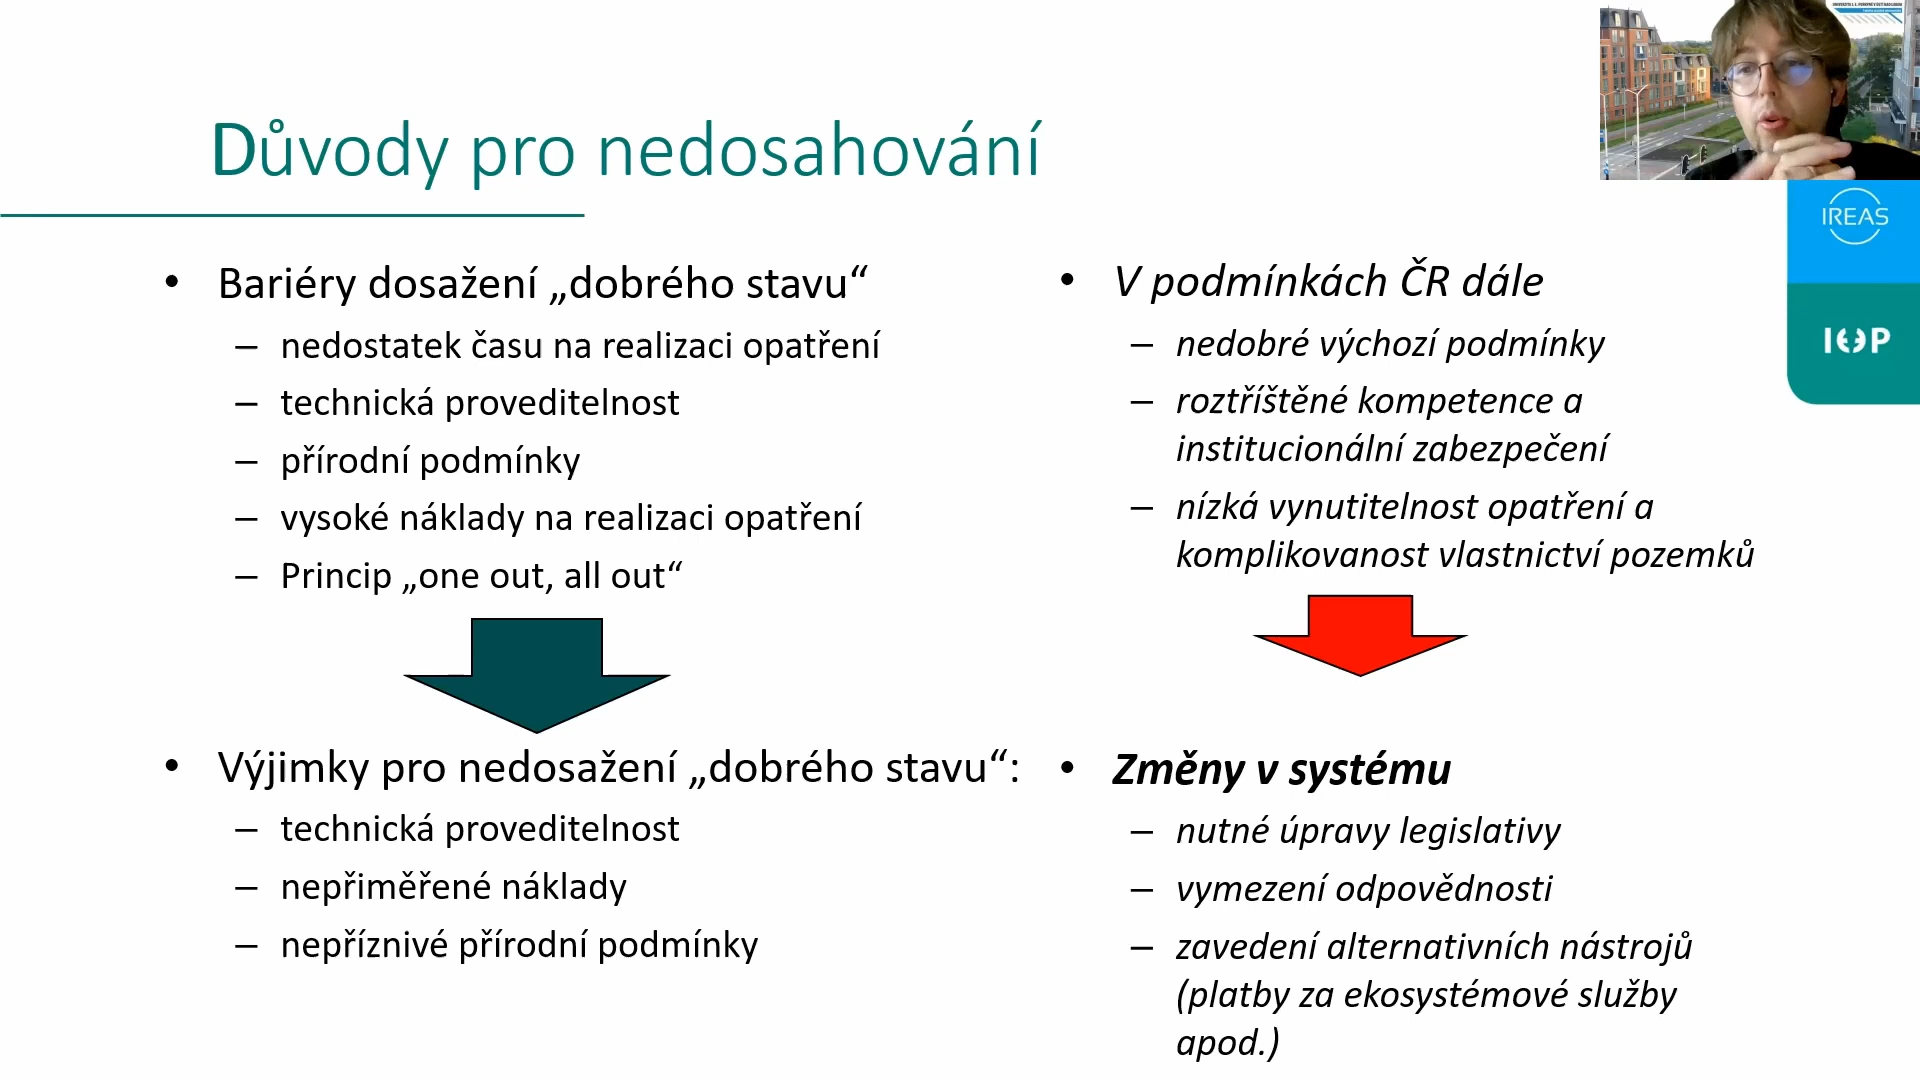 Důvody pro nedosahování
• Bariéry dosažení „dobrého stavu“
– nedostatek času na realizaci opatření
– technická proveditelnost
– přírodní podmínky
– vysoké náklady na realizaci opatření
– Princip „one out, all out“
• Výjimky pro nedosažení „dobrého stavu“:
– technická proveditelnost
– nepřiměřené náklady
– nepříznivé přírodní podmínky
• V podmínkách ČR dále
– nedobré výchozí podmínky
– roztříštěné kompetence a
institucionální zabezpečení
– nízká vynutitelnost opatření a
komplikovanost vlastnictví pozemků
• Změny v systému
– nutné úpravy legislativy
– vymezení odpovědnosti
– zavedení alternativních nástrojů
(platby za ekosystémové služby
apod.)
IREAS